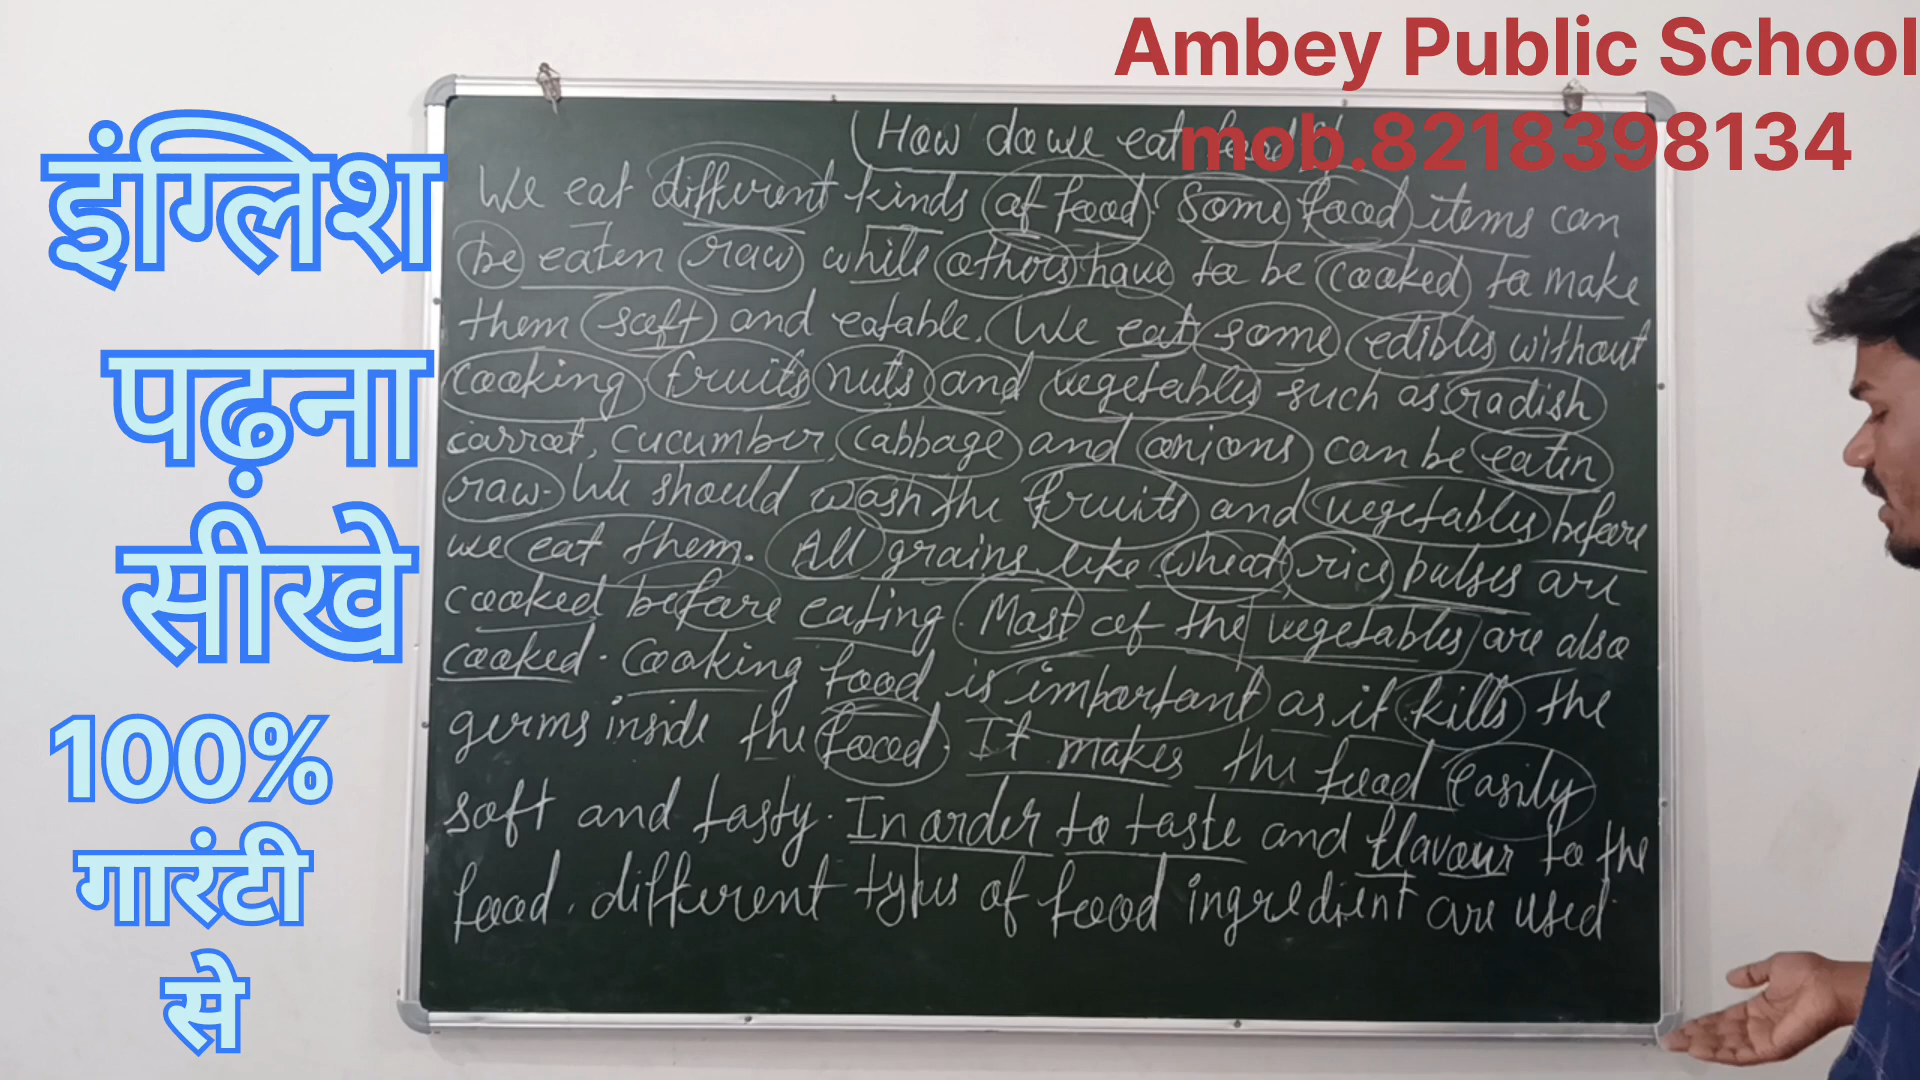 Ambey Public School
mob.8218398134
इंग्लिश
पढ़ना
सीखे
100%
गारंटी
से
How do we eat food
We eat different kinds of food. Some food items can
be eaten raw while others have to be cooked to make
them soft and eatable. We eat some edibles without
cooking fruits nuts and vegetables such as radish
carrot, cucumber, cabbage and onions can be eaten
raw. We should wash the fruits and vegetables before
we eat them. All grains like wheat, rice, pulses are
cooked before eating. Most of the vegetables are also
cooked. Cooking food is important as it kills the
germs inside the food. It makes the food easily
soft and tasty. In order to taste and flavour to the
food. different types of food ingredient are used